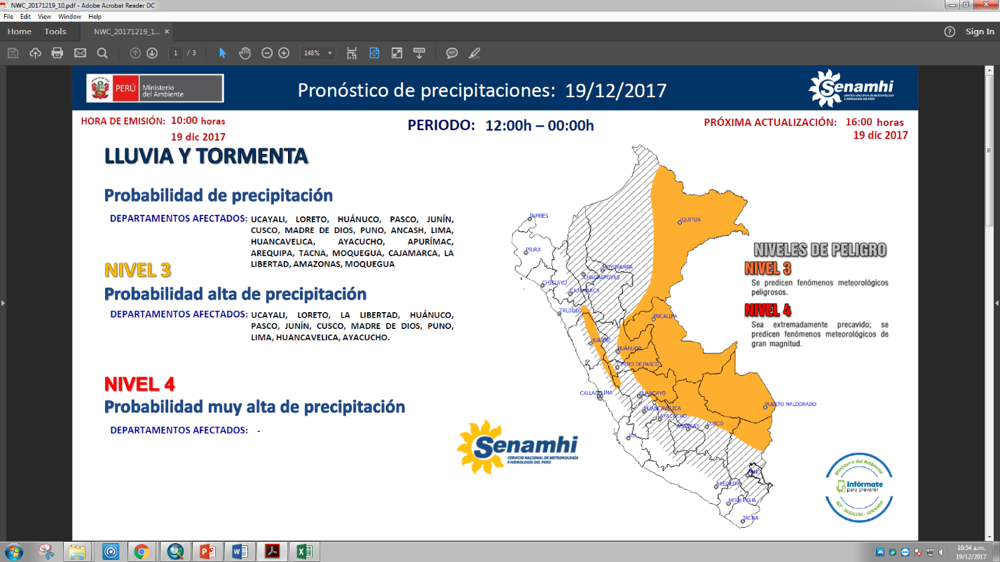 NWC_20171219_10.pdf - Adobe Acrobat Reader DC
File Edit View Window Help
Home Tools NWC_20171219_1... × Sign In
1 / 3 148%
PERÚ Ministerio del Ambiente
Pronóstico de precipitaciones: 19/12/2017
Senamhi
SERVICIO NACIONAL DE METEOROLOGÍA
E HIDROLOGÍA DEL PERÚ
HORA DE EMISIÓN: 10:00 horas
19 dic 2017
PERIODO: 12:00h – 00:00h
PRÓXIMA ACTUALIZACIÓN: 16:00 horas
19 dic 2017
LLUVIA Y TORMENTA
Probabilidad de precipitación
DEPARTAMENTOS AFECTADOS: UCAYALI, LORETO, HUÁNUCO, PASCO, JUNÍN,
CUSCO, MADRE DE DIOS, PUNO, ANCASH, LIMA,
HUANCAVELICA, AYACUCHO, APURÍMAC,
AREQUIPA, TACNA, MOQUEGUA, CAJAMARCA, LA
LIBERTAD, AMAZONAS, MOQUEGUA
NIVEL 3
Probabilidad alta de precipitación
DEPARTAMENTOS AFECTADOS: UCAYALI, LORETO, LA LIBERTAD, HUÁNUCO,
PASCO, JUNÍN, CUSCO, MADRE DE DIOS, PUNO,
LIMA, HUANCAVELICA, AYACUCHO.
NIVEL 4
Probabilidad muy alta de precipitación
DEPARTAMENTOS AFECTADOS: -
Senamhi
SERVICIO NACIONAL DE METEOROLOGÍA
E HIDROLOGÍA DEL PERÚ
TUMBES
IQUITOS
PIURA
MOYOBAMBA
CHACHAPOYAS
CHICLAYO
CAJAMARCA
TRUJILLO
PUCALLPA
HUARAZ
HUÁNUCO
CERRO DE PASCO
CALLAO
LIMA
HUANCAYO
PUERTO MALDONADO
HUANCAVELICA
AYACUCHO
ABANCAY
CUSCO
ICA
PUNO
AREQUIPA
MOQUEGUA
TACNA
NIVELES DE PELIGRO
NIVEL 3
Se predicen fenómenos meteorológicos
peligrosos.
NIVEL 4
Sea extremadamente precavido; se
predicen fenómenos meteorológicos de
gran magnitud.
Ministerio del Ambiente
Infórmate
para prevenir
IGP - INAIGEM - SENAMHI
10:54 a.m.
19/12/2017